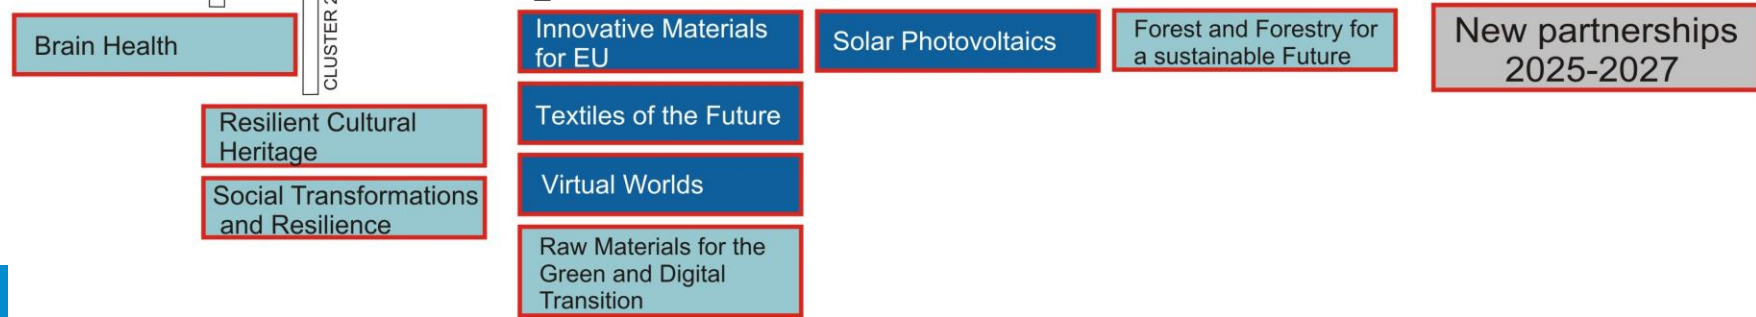 CLUSTER 2
Brain Health
Resilient Cultural
Heritage
Social Transformations
and Resilience
Innovative Materials
for EU
Textiles of the Future
Virtual Worlds
Raw Materials for the
Green and Digital
Transition
Solar Photovoltaics
Forest and Forestry for
a sustainable Future
New partnerships
2025-2027